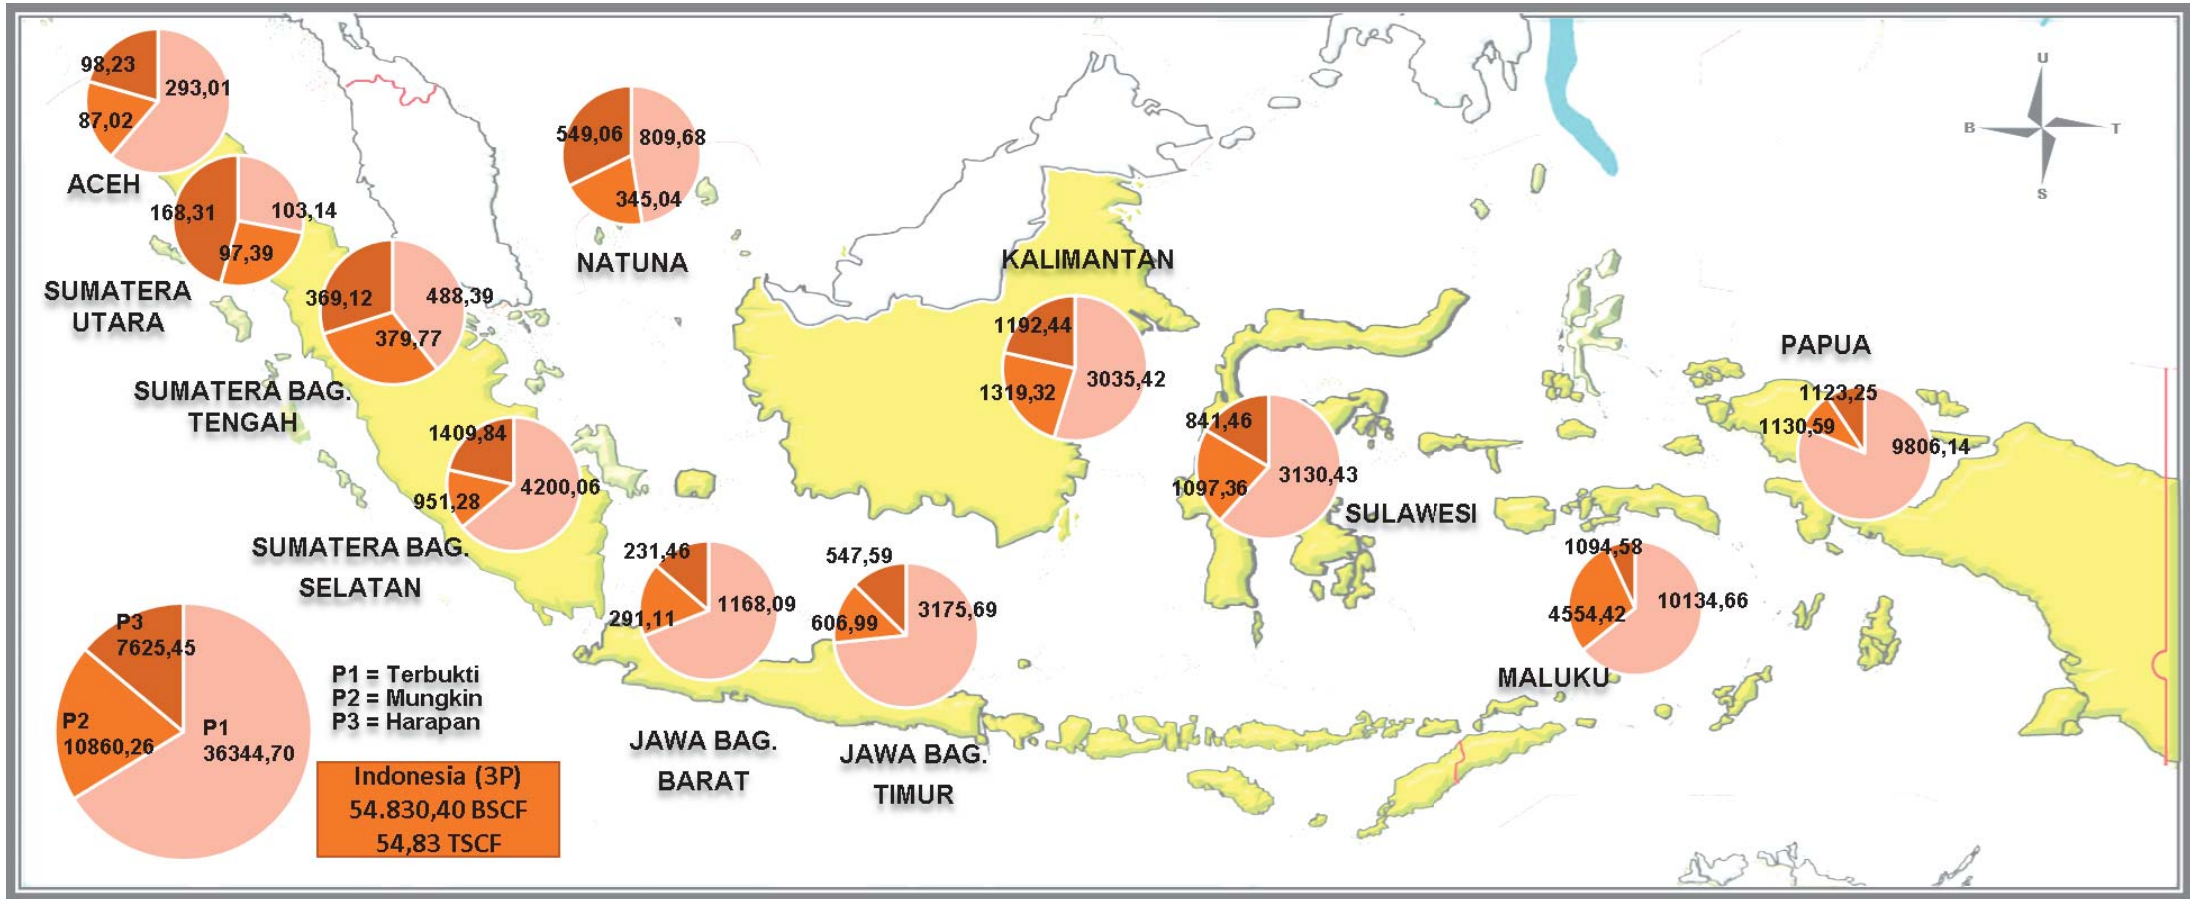 98,23
293,01
87,02
ACEH
168,31
103,14
97,39
SUMATERA
UTARA
369,12
488,39
379,77
SUMATERA BAG.
TENGAH
1409,84
4200,06
951,28
SUMATERA BAG.
SELATAN
549,06
809,68
345,04
NATUNA
KALIMANTAN
1192,44
3035,42
1319,32
841,46
3130,43
1097,36
SULAWESI
PAPUA
1123,25
1130,59
9806,14
1094,58
10134,66
4554,42
MALUKU
231,46
1168,09
291,11
JAWA BAG.
BARAT
547,59
3175,69
606,99
JAWA BAG.
TIMUR
P3
7625,45
P2
10860,26
P1
36344,70
P1 = Terbukti
P2 = Mungkin
P3 = Harapan
Indonesia (3P)
54.830,40 BSCF
54,83 TSCF
U
B
T
S